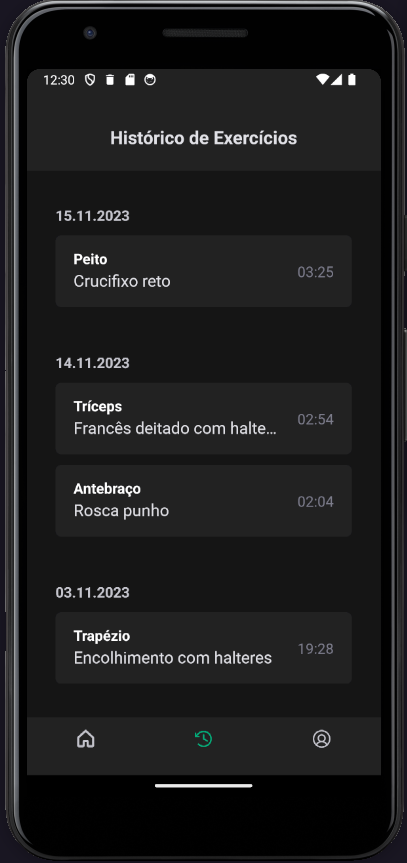 12:30
Histórico de Exercícios
15.11.2023
Peito
Crucifixo reto
03:25
14.11.2023
Tríceps
Francês deitado com halte...
02:54
Antebraço
Rosca punho
02:04
03.11.2023
Trapézio
Encolhimento com halteres
19:28